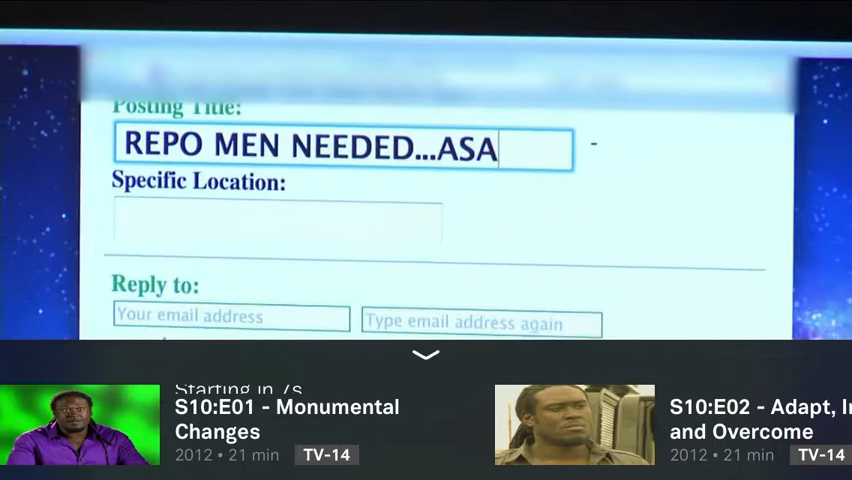 Posting Title:
REPO MEN NEEDED...ASA
-
Specific Location:
Reply to:
Your email address
Type email address again
Starting in 7s
S10:E01 - Monumental
Changes
2012 • 21 min TV-14
S10:E02 - Adapt, I
and Overcome
2012 • 21 min TV-14